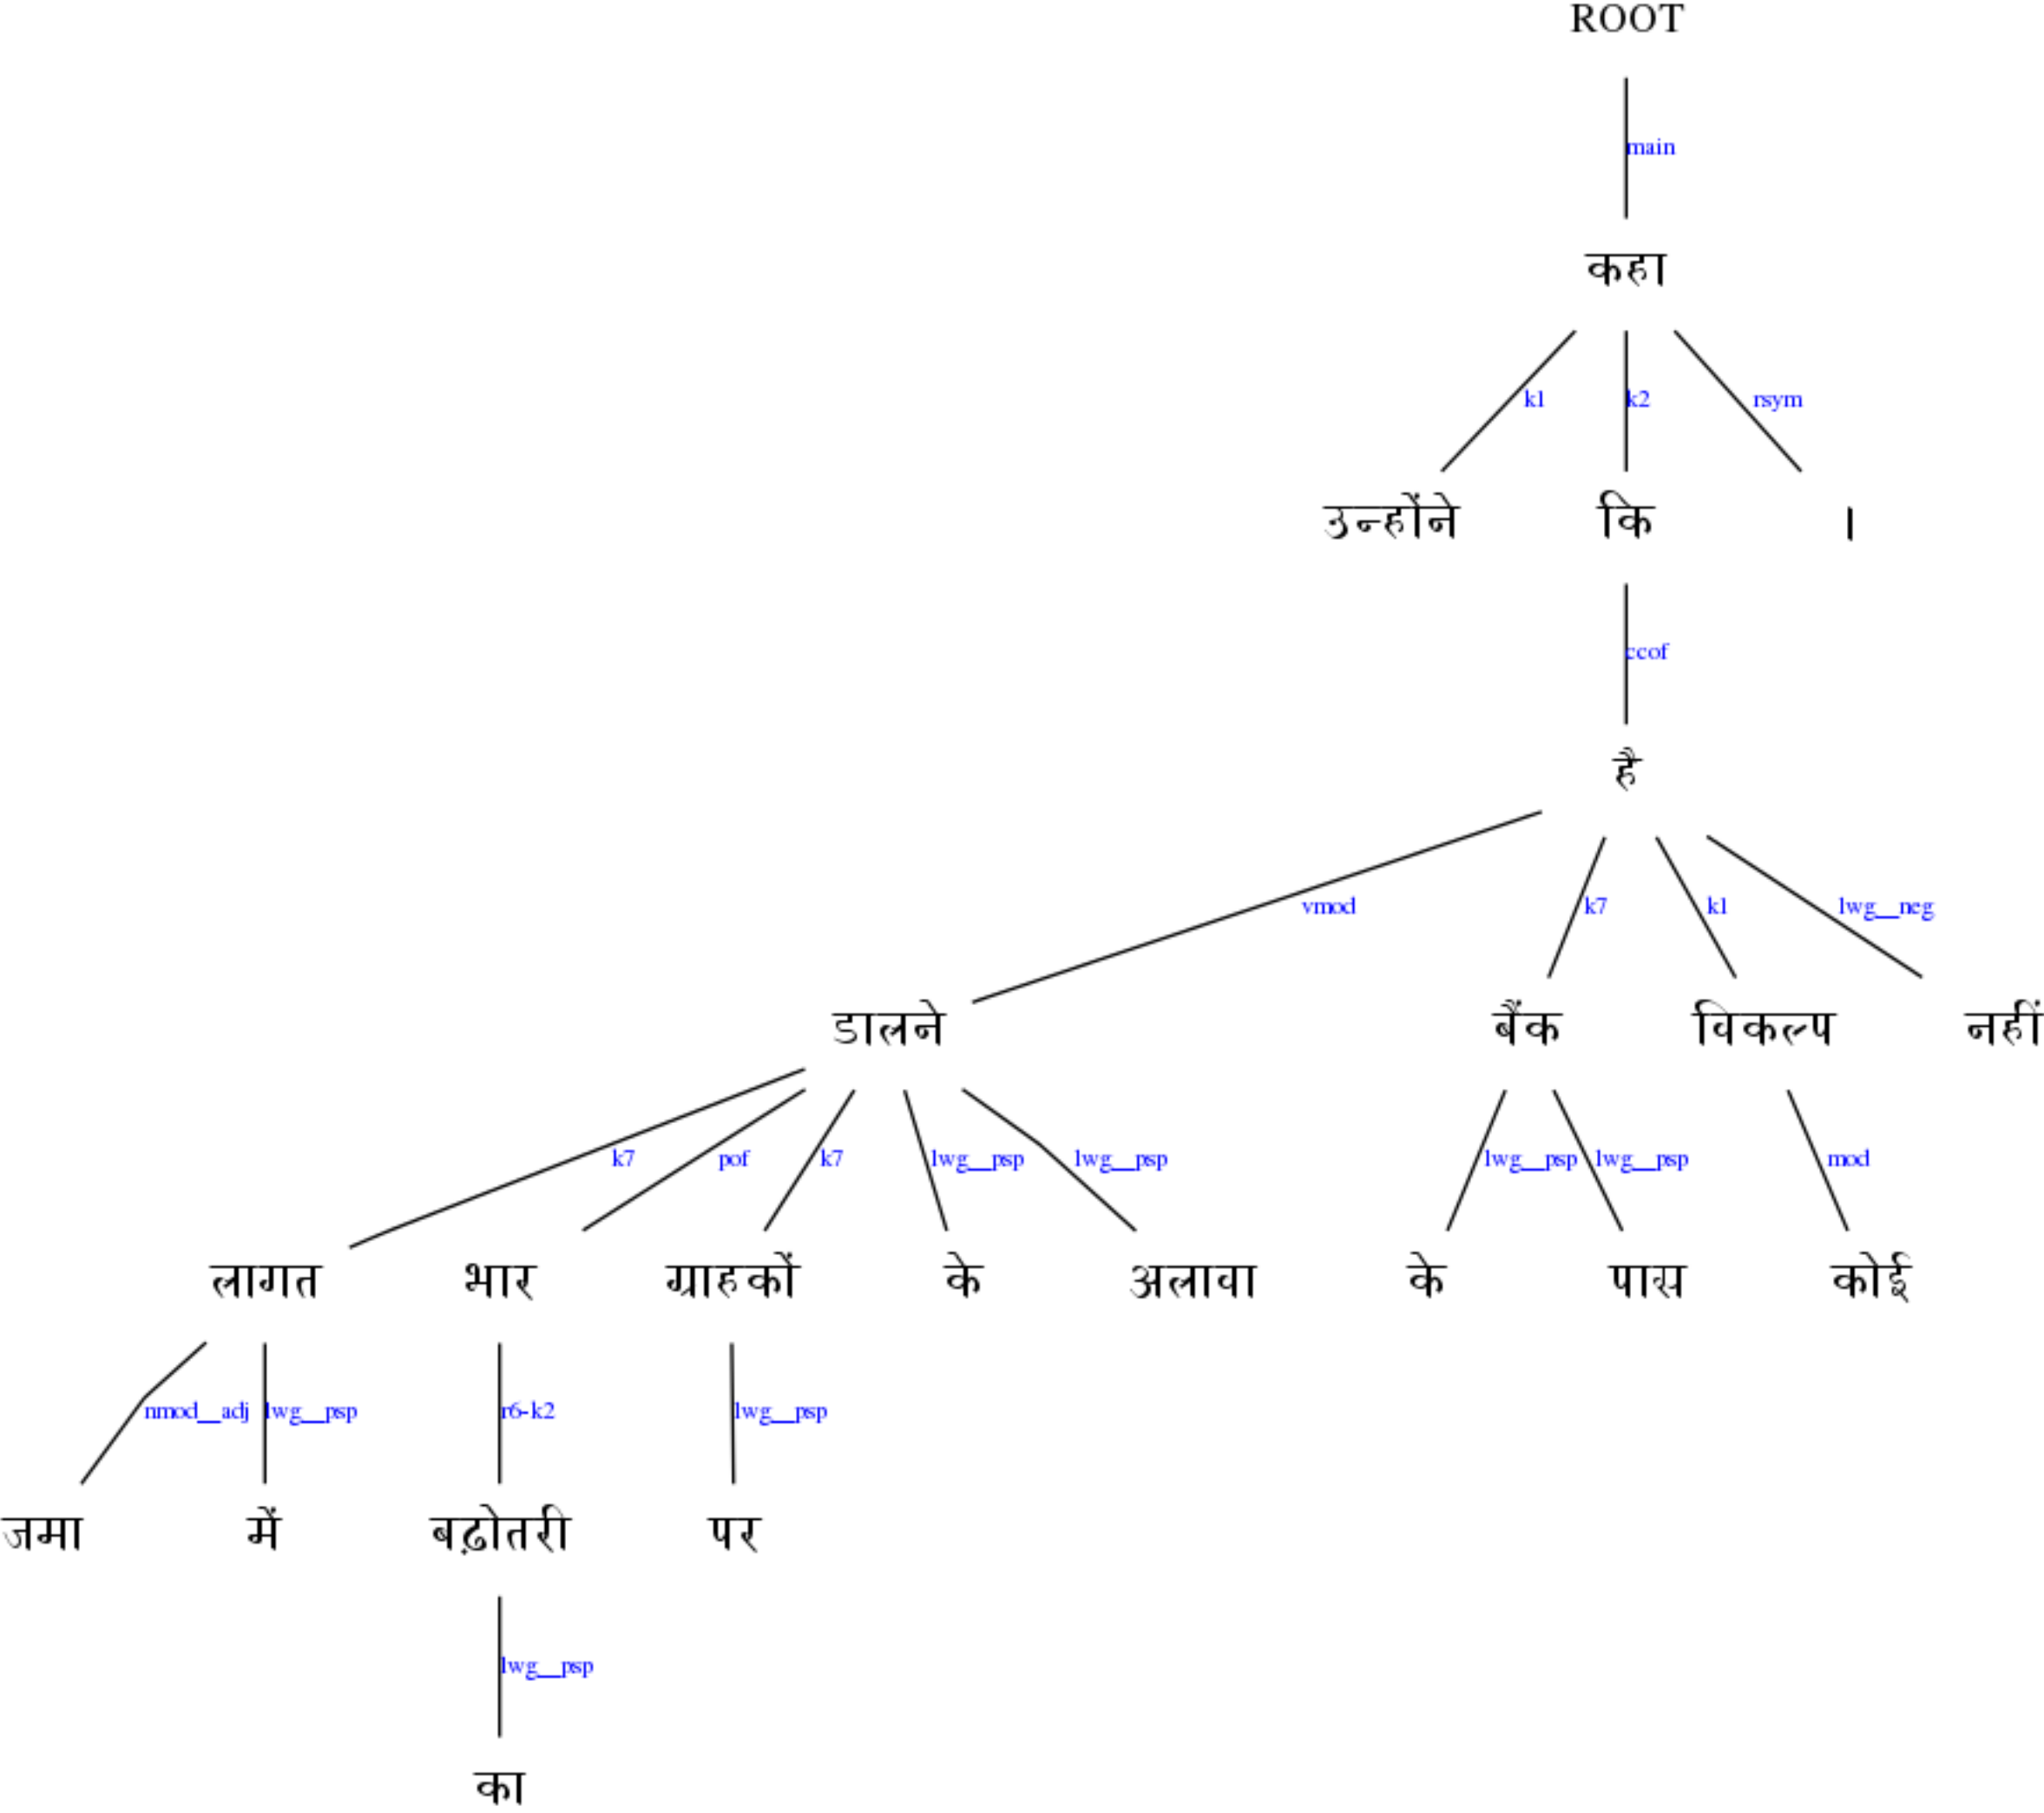 ROOT
main
कहा
k1 k2 rsym
उन्होंने कि ।
ccof
है
vmod k7 k1 lwg__neg
डालने बैंक विकल्प नहीं
k7 pof k7 lwg__psp lwg__psp lwg__psp lwg__psp mod
लागत भार ग्राहकों के अलावा के पास कोई
nmod__adj lwg__psp r6-k2 lwg__psp
जमा में बढ़ोतरी पर
lwg__psp
का